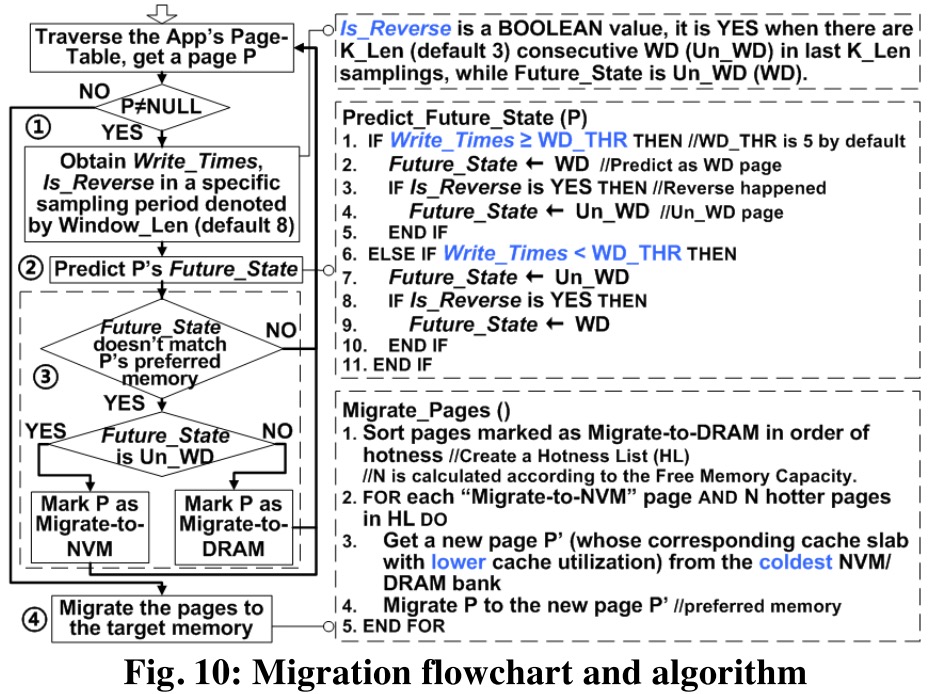 Traverse the App's Page-
Table, get a page P
NO
P≠NULL
①
YES
Obtain Write_Times,
Is_Reverse in a specific
sampling period denoted
by Window_Len (default 8)
② Predict P's Future_State
Future_State
doesn't match
P's preferred
memory
NO
③
YES
YES
Future_State
is Un_WD
NO
Mark P as
Migrate-to-
NVM
Mark P as
Migrate-to-
DRAM
④
Migrate the pages to
the target memory
Is_Reverse is a BOOLEAN value, it is YES when there are
K_Len (default 3) consecutive WD (Un_WD) in last K_Len
samplings, while Future_State is Un_WD (WD).
Predict_Future_State (P)
1. IF Write_Times ≥ WD_THR THEN //WD_THR is 5 by default
2. Future_State ← WD //Predict as WD page
3. IF Is_Reverse is YES THEN //Reverse happened
4. Future_State ← Un_WD //Un_WD page
5. END IF
6. ELSE IF Write_Times < WD_THR THEN
7. Future_State ← Un_WD
8. IF Is_Reverse is YES THEN
9. Future_State ← WD
10. END IF
11. END IF
Migrate_Pages ()
1. Sort pages marked as Migrate-to-DRAM in order of
hotness //Create a Hotness List (HL)
//N is calculated according to the Free Memory Capacity.
2. FOR each “Migrate-to-NVM” page AND N hotter pages
in HL DO
3. Get a new page P’ (whose corresponding cache slab
with lower cache utilization) from the coldest NVM/
DRAM bank
4. Migrate P to the new page P’ //preferred memory
5. END FOR
Fig. 10: Migration flowchart and algorithm